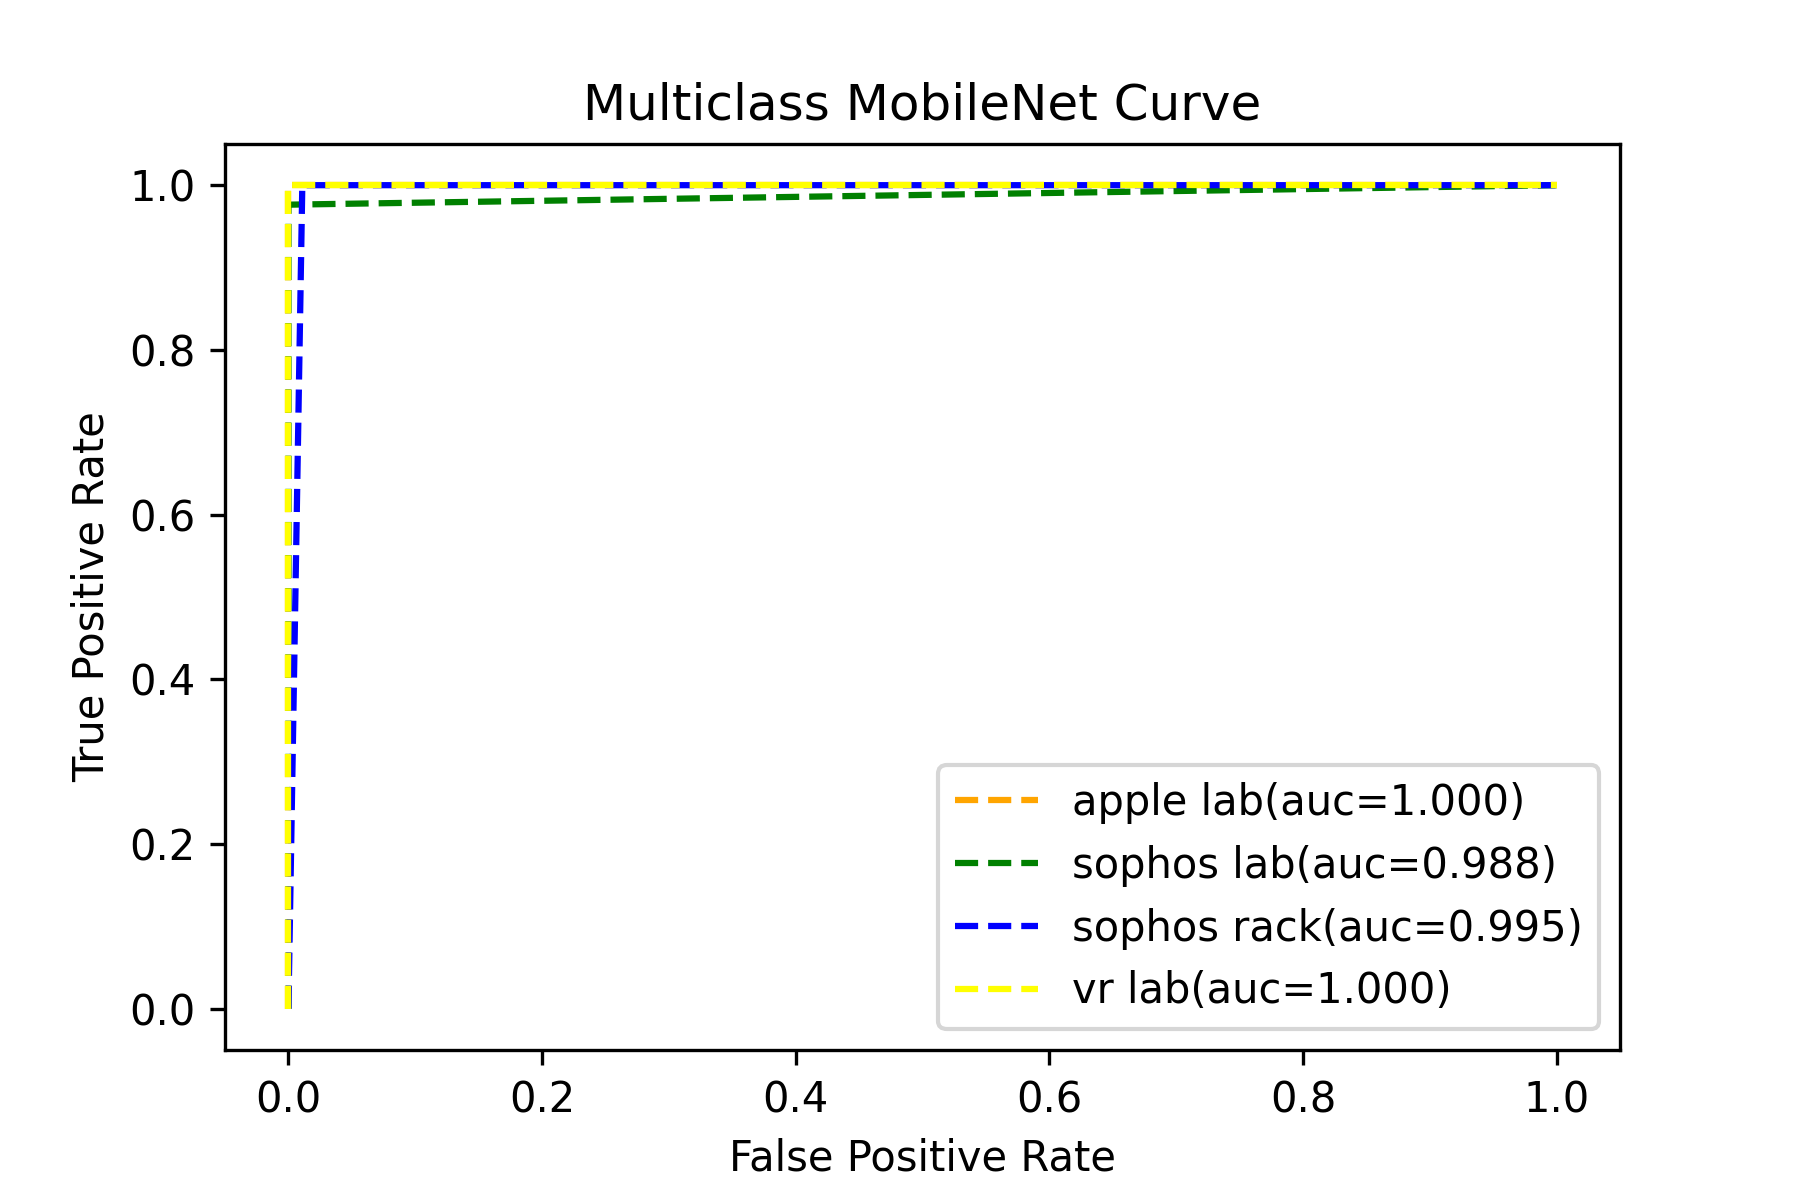 Multiclass MobileNet Curve
1.0
0.8
0.6
0.4
0.2
0.0
True Positive Rate
apple lab(auc=1.000)
sophos lab(auc=0.988)
sophos rack(auc=0.995)
vr lab(auc=1.000)
0.0 0.2 0.4 0.6 0.8 1.0
False Positive Rate